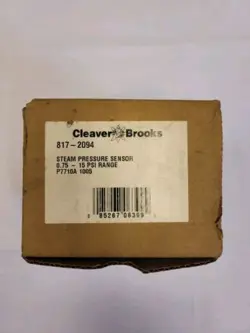 Cleaver Brooks
817-2094
STEAM PRESSURE SENSOR
0.75 - 15 PSI RANGE
P7710A 1005